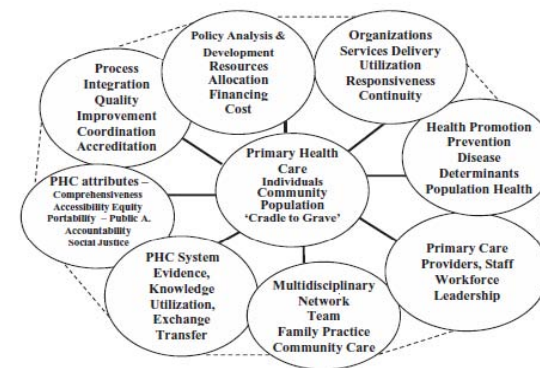 Policy Analysis &
Development
Resources
Allocation
Financing
Cost
Organizations
Services Delivery
Utilization
Responsiveness
Continuity
Process
Integration
Quality
Improvement
Coordination
Accreditation
Health Promotion
Prevention
Disease
Determinants
Population Health
Primary Health
Care
Individuals
Community
Population
‘Cradle to Grave’
PHC attributes –
Comprehensiveness
Accessibility Equity
Portability – Public A.
Accountability
Social Justice
Primary Care
Providers, Staff
Workforce
Leadership
PHC System
Evidence,
Knowledge
Utilization,
Exchange
Transfer
Multidisciplinary
Network
Team
Family Practice
Community Care